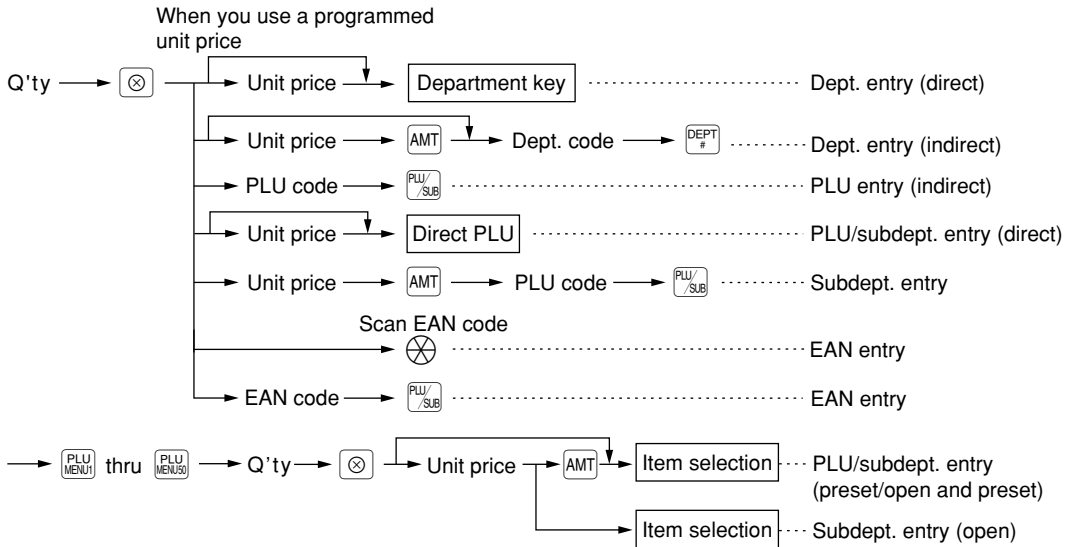 When you use a programmed
unit price
Q'ty ⊗ Unit price Department key Dept. entry (direct)
Unit price AMT Dept. code DEPT # Dept. entry (indirect)
PLU code PLU/SUB PLU entry (indirect)
Unit price Direct PLU PLU/subdept. entry (direct)
Unit price AMT PLU code PLU/SUB Subdept. entry
Scan EAN code
EAN entry
EAN code PLU/SUB EAN entry
PLU MENU1 thru PLU MENU50 Q'ty ⊗ Unit price AMT Item selection PLU/subdept. entry
(preset/open and preset)
Item selection Subdept. entry (open)